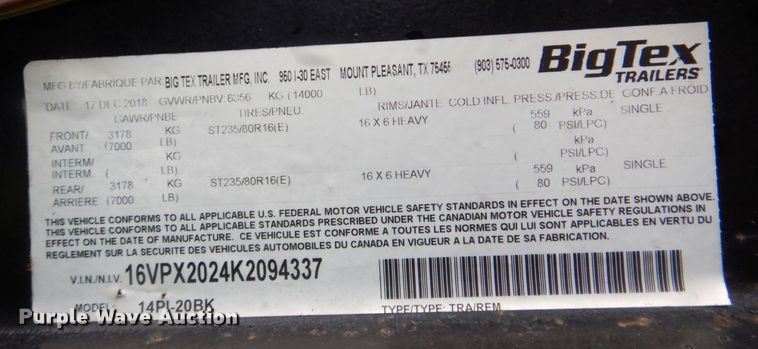 MFG BY/FABRIQUE PAR: BIG TEX TRAILER MFG. INC. 950 I-30 EAST MOUNT PLEASANT, TX 75455 (903) 575-0300
BigTex
TRAILERS
DATE 17 DEC 2018 GVWR/PNBV 6356 KG (14000 LB)
GAWR/PNBE TIRES/PNEU RIMS/JANTE COLD INFL. PRESS/PRESS DE GONF A FROID
FRONT/ 3178 KG ST235/80R16(E) 16 X 6 HEAVY 559 kPa SINGLE
AVANT (7000 LB) ( 80 PSI/LPC)
INTERM/ KG kPa
INTERM. ( LB) ( PSI/LPC)
REAR/ 3178 KG ST235/80R16(E) 16 X 6 HEAVY 559 kPa SINGLE
ARRIERE (7000 LB) ( 80 PSI/LPC)
THIS VEHICLE CONFORMS TO ALL APPLICABLE U.S. FEDERAL MOTOR VEHICLE SAFETY STANDARDS IN EFFECT ON THE DATE OF MANUFACTURE SHOWN ABOVE.
THIS VEHICLE CONFORMS TO ALL APPLICABLE STANDARDS PRESCRIBED UNDER THE CANADIAN MOTOR VEHICLE SAFETY REGULATIONS IN
EFFECT ON THE DATE OF MANUFACTURE. CE VEHICULE EST CONFORME A TOUTES LES NORMES QUI LUI SONT APPLICABLES EN VERTU DU
REGLEMENT SUR LA SECURITE DES VEHICULES AUTOMOBILES DU CANADA EN VIGUEUR A LA DATE DE SA FABRICATION.
V.I.N./N.I.V. 16VPX2024K2094337
MODEL: 14PI-20BK TYPE/TYPE: TRA/REM
Purple Wave Auction